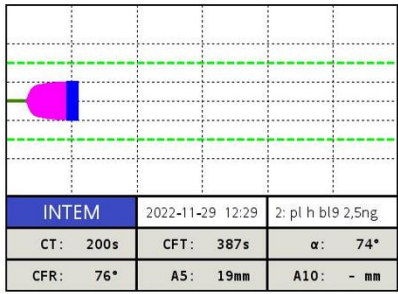 INTEM 2022-11-29 12:29 2: pl h bl9 2,5ng
CT: 200s CFT: 387s α: 74°
CFR: 76° A5: 19mm A10: - mm